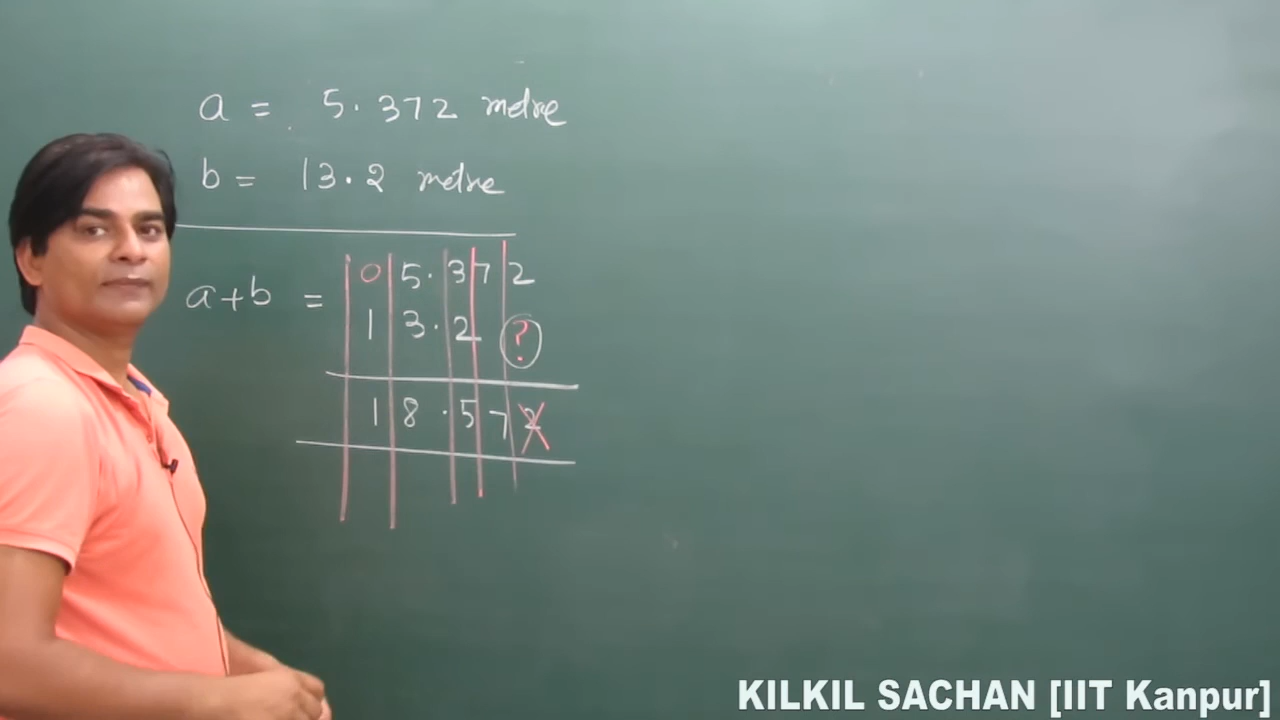 a = 5.372 metre
b = 13.2 metre
a+b = 05.372
13.2?
18.572
KILKIL SACHAN [IIT Kanpur]